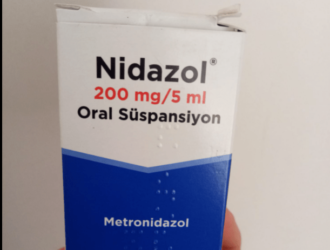 Nidazol®
200 mg/5 ml
Oral Süspansiyon
Metronidazol